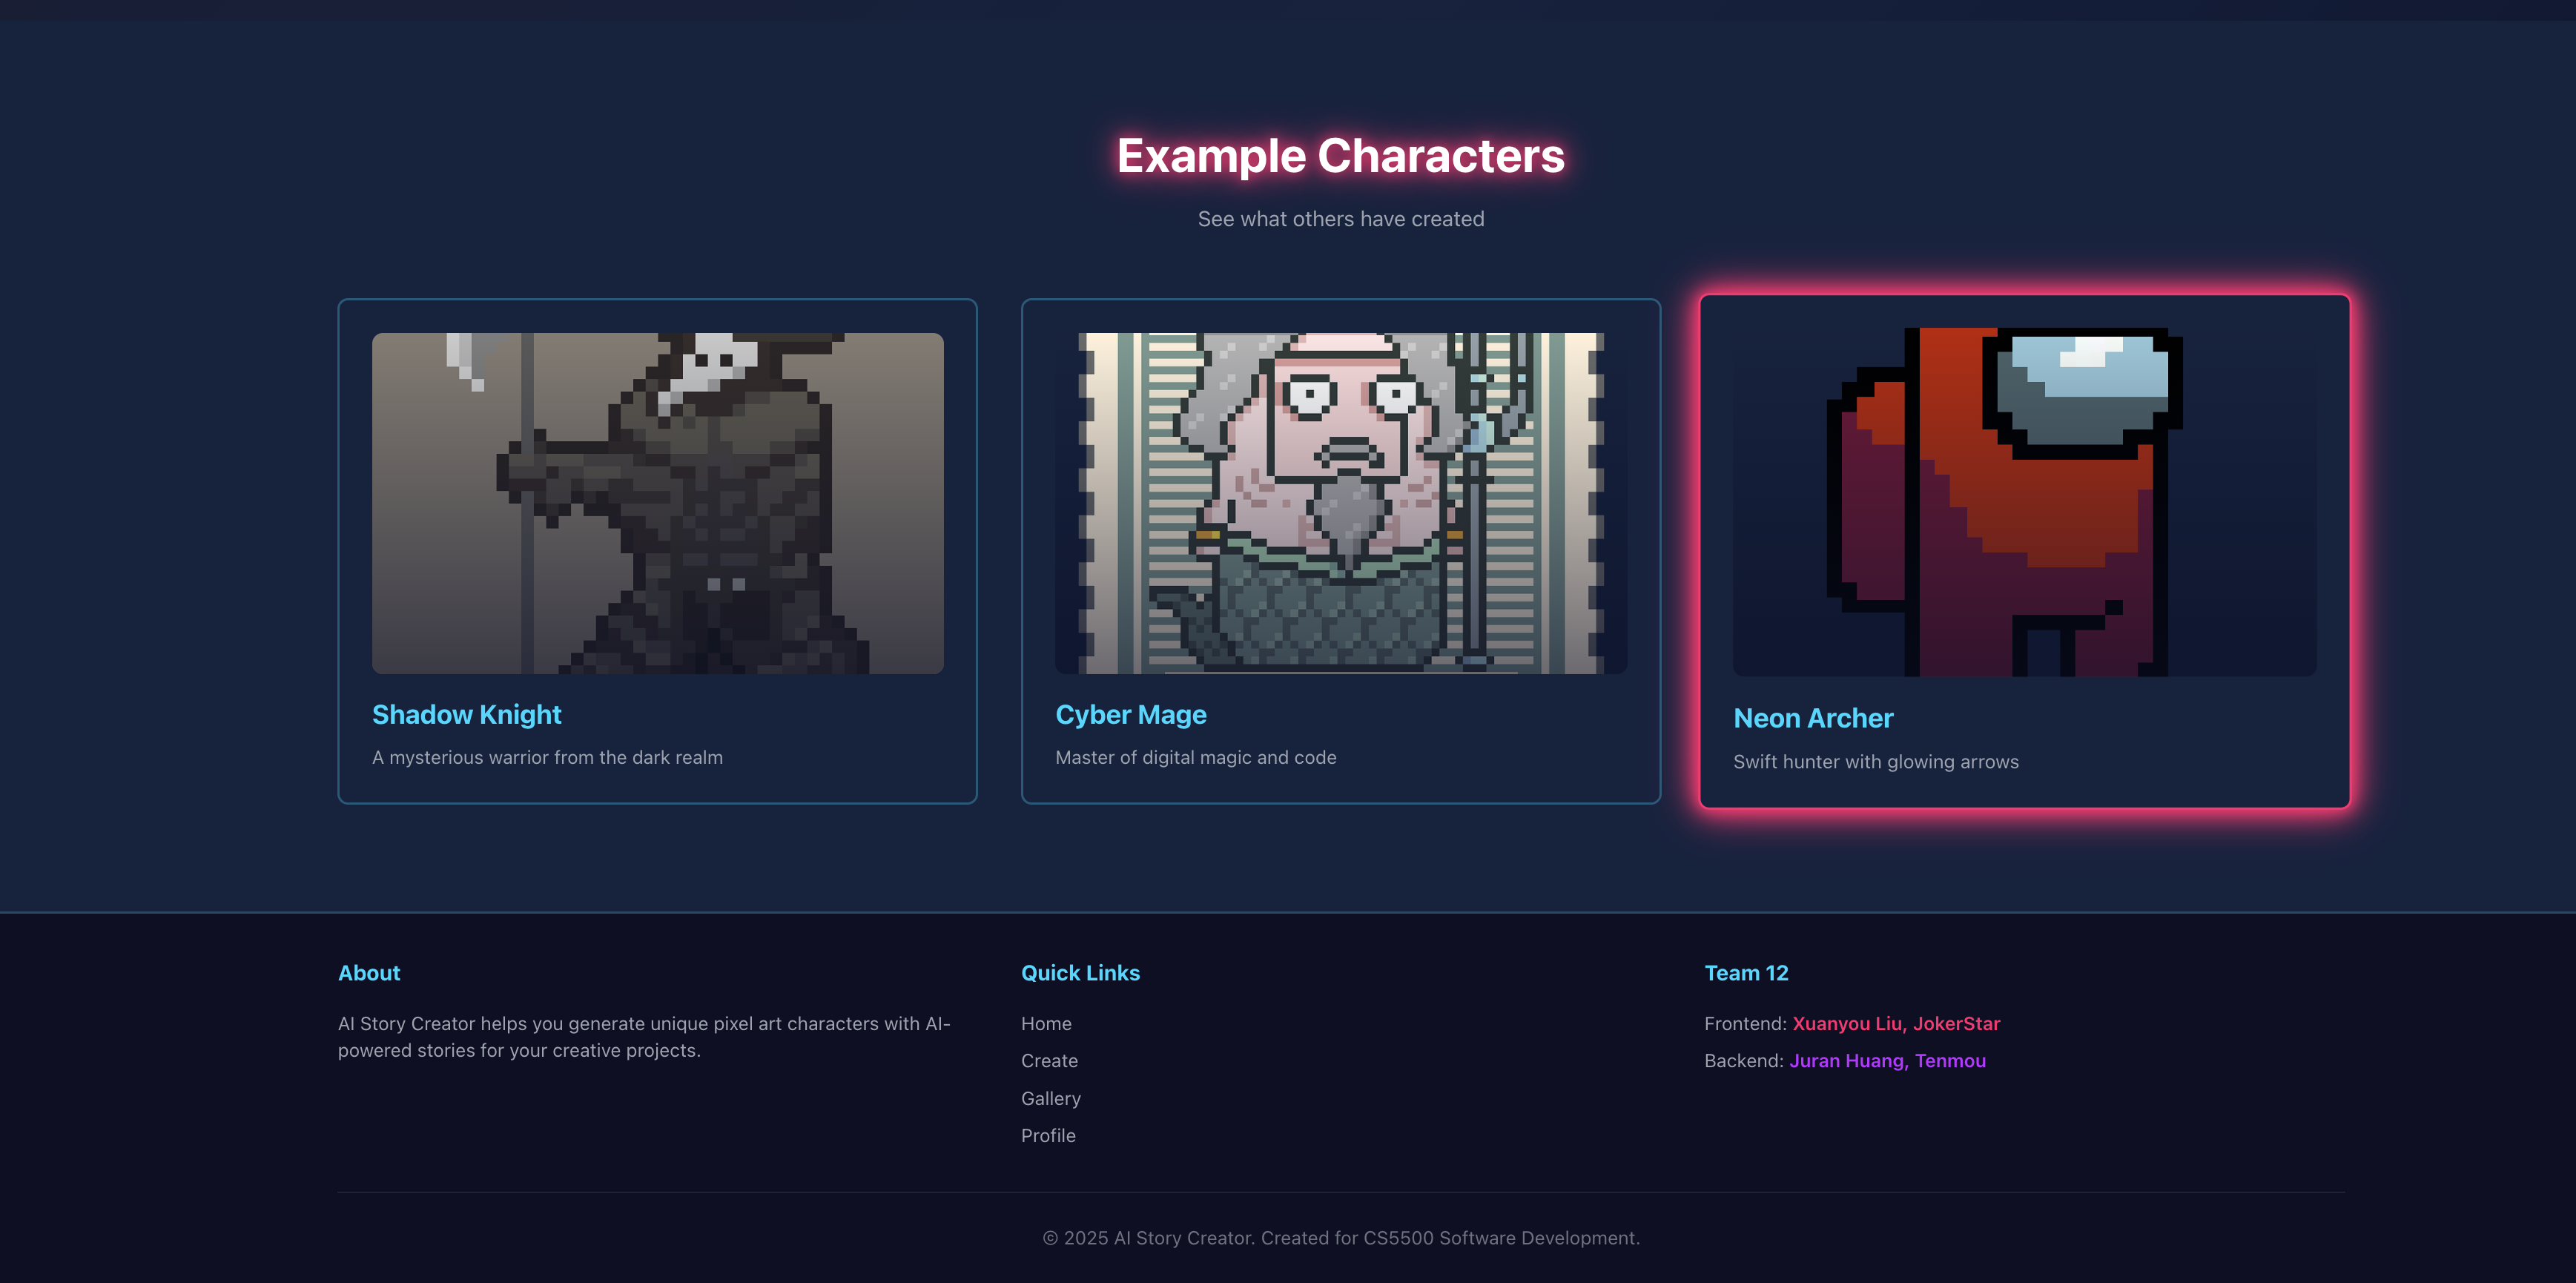 Example Characters
See what others have created
Shadow Knight
A mysterious warrior from the dark realm
Cyber Mage
Master of digital magic and code
Neon Archer
Swift hunter with glowing arrows
About
AI Story Creator helps you generate unique pixel art characters with AI-
powered stories for your creative projects.
Quick Links
Home
Create
Gallery
Profile
Team 12
Frontend: Xuanyou Liu, JokerStar
Backend: Juran Huang, Tenmou
© 2025 AI Story Creator. Created for CS5500 Software Development.